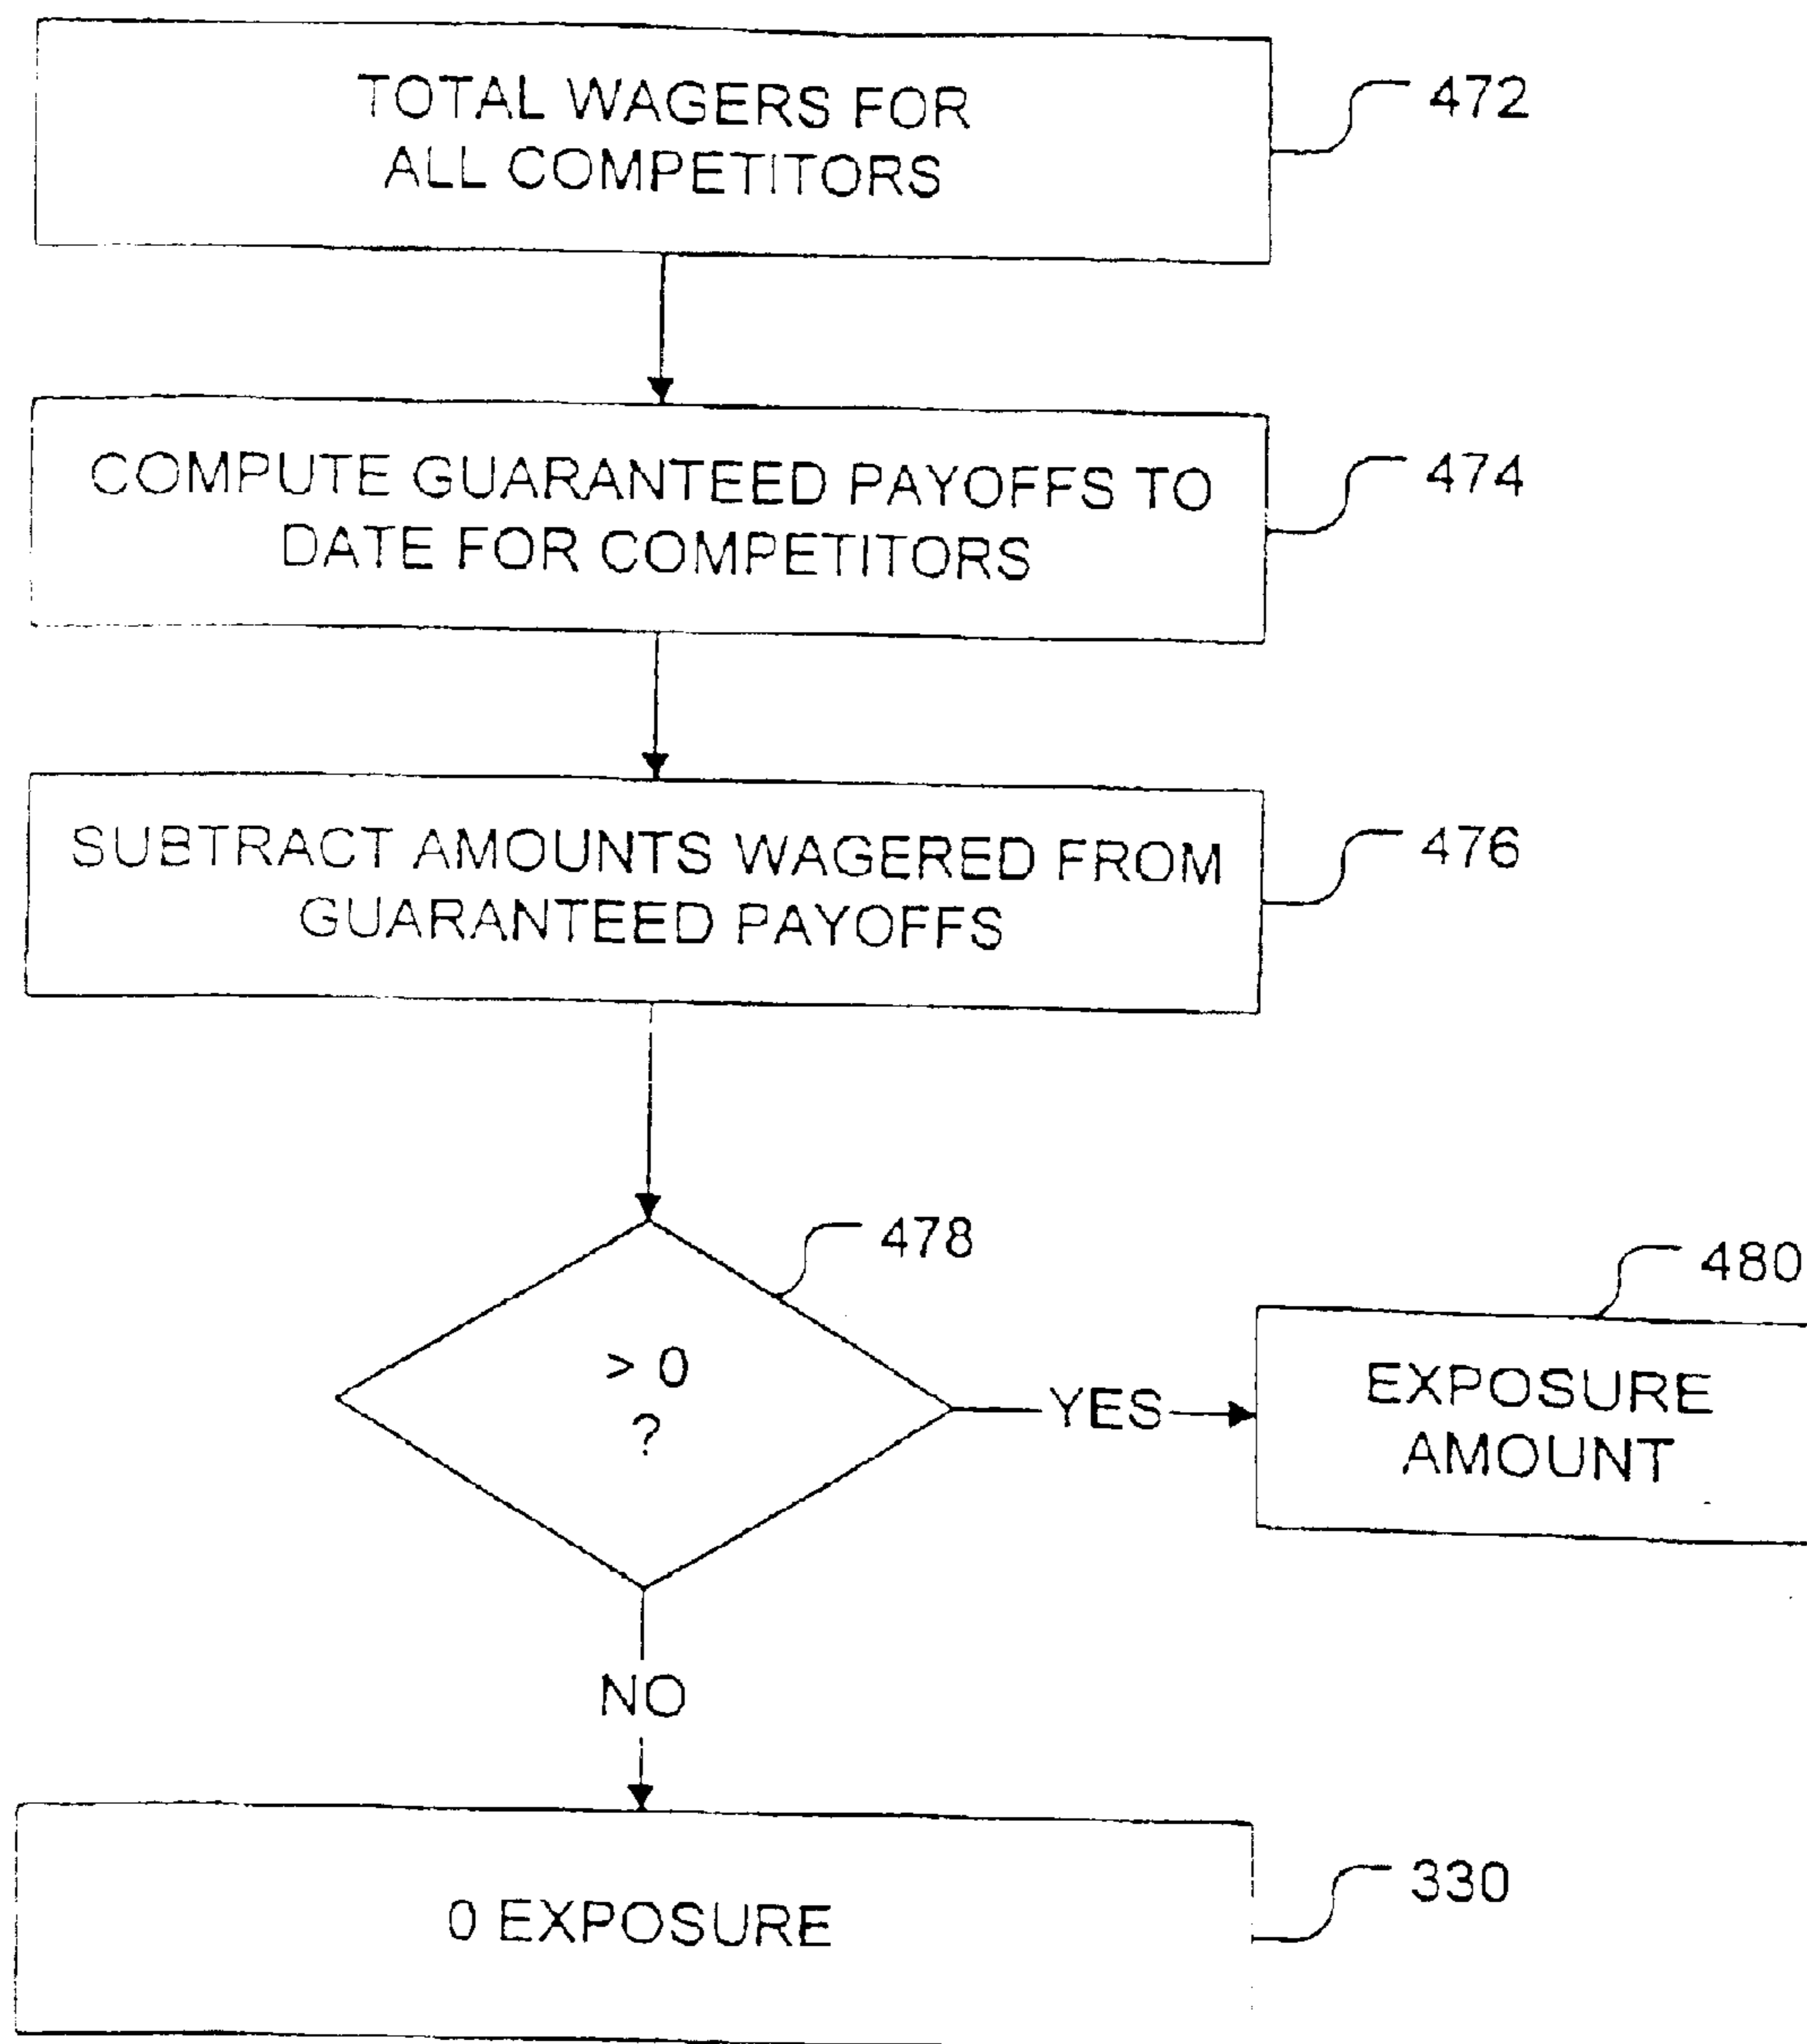 TOTAL WAGERS FOR
ALL COMPETITORS
472
COMPUTE GUARANTEED PAYOFFS TO
DATE FOR COMPETITORS
474
SUBTRACT AMOUNTS WAGERED FROM
GUARANTEED PAYOFFS
476
478
> 0
?
YES
480
EXPOSURE
AMOUNT
NO
0 EXPOSURE
330